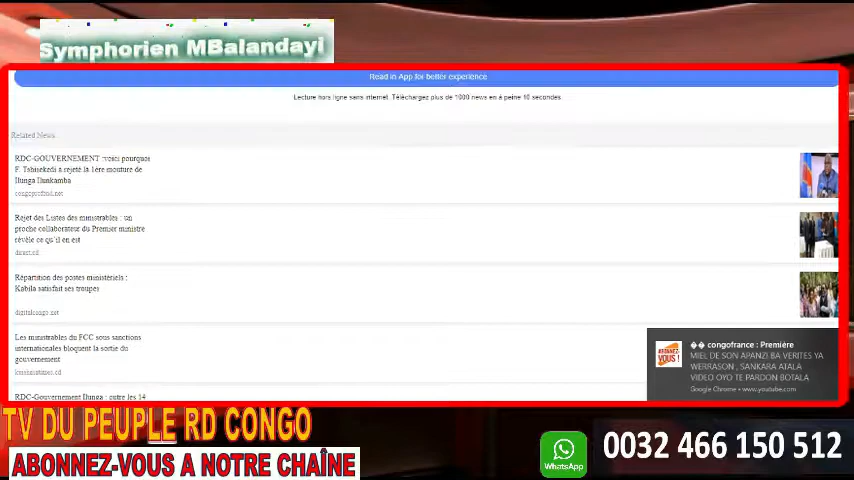 Symphorien MBalandayi
Read in App for better experience
Lecture hors ligne sans internet. Téléchargez plus de 1000 news en à peine 10 secondes
Related News
RDC-GOUVERNEMENT :voici pourquoi
F. Tshisekedi a rejeté la 1ère mouture de
Ilunga Ilunkamba
congoprofond.net
Rejet des Listes des ministrables : un
proche collaborateur du Premier ministre
révèle ce qu'il en est
Répartition des postes ministériels :
Kabila satisfait ses troupes
digitalcongo.net
Les ministrables du FCC sous sanctions
internationales bloquent la sortie du
gouvernement
kinshasatimes.cd
RDC-Gouvernement Ilunga : outre les 14
ABONNEZ-
VOUS !
congofrance : Première
MIEL DE SON APANZI BA VERITES YA
WERRASON , SANKARA ATALA
VIDEO OYO TE PARDON BOTALA
Google Chrome • www.youtube.com
TV DU PEUPLE RD CONGO
ABONNEZ-VOUS A NOTRE CHAÎNE
WhatsApp
0032 466 150 512